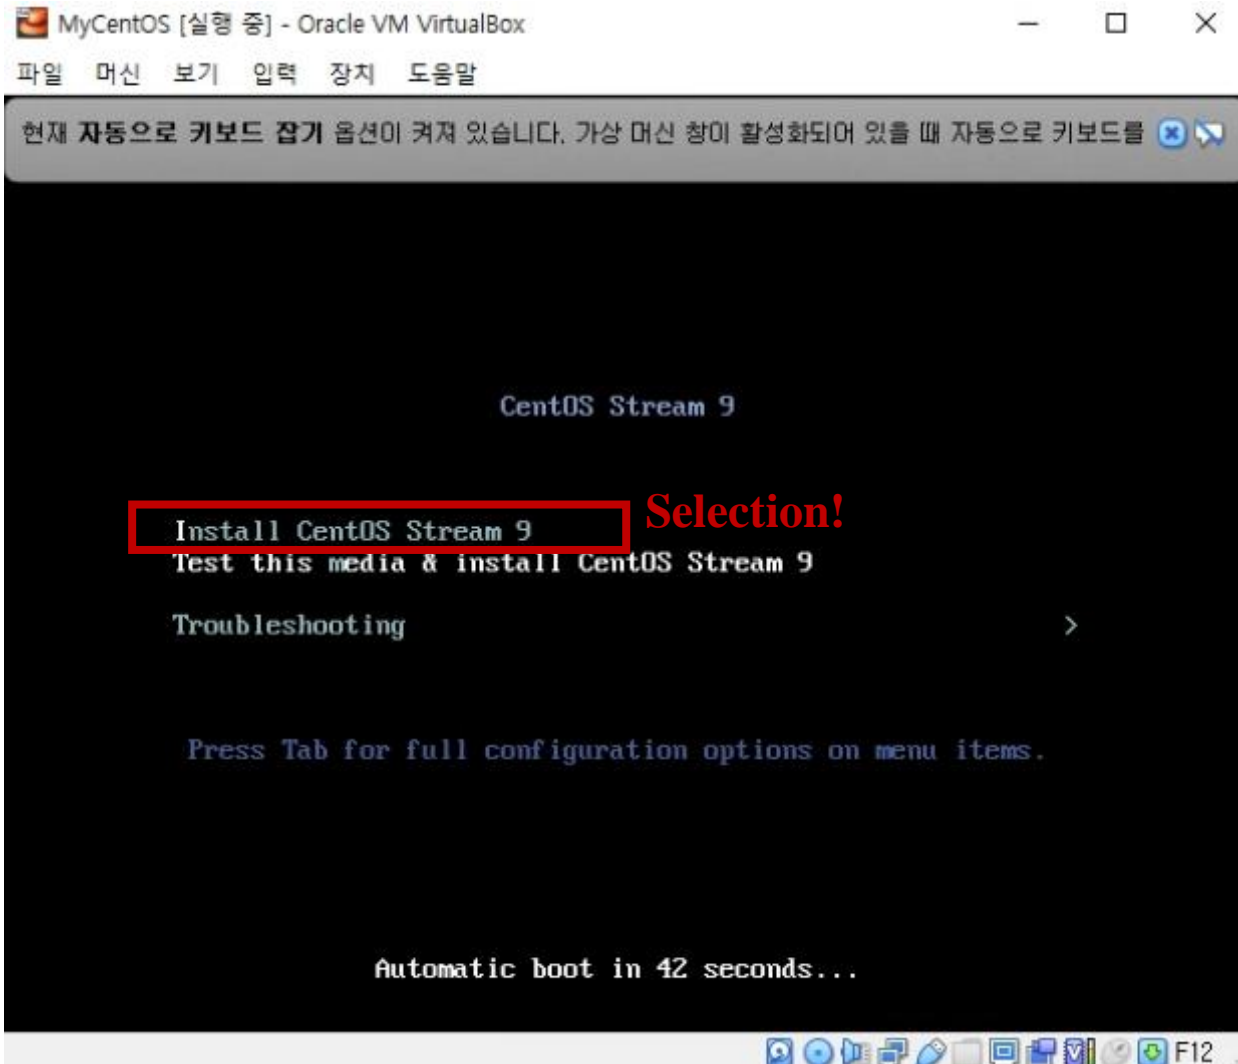 MyCentOS [실행 중] - Oracle VM VirtualBox
파일 머신 보기 입력 장치 도움말
현재 자동으로 키보드 잡기 옵션이 켜져 있습니다. 가상 머신 창이 활성화되어 있을 때 자동으로 키보드를
CentOS Stream 9
Selection!
Install CentOS Stream 9
Test this media & install CentOS Stream 9
Troubleshooting >
Press Tab for full configuration options on menu items.
Automatic boot in 42 seconds...
F12